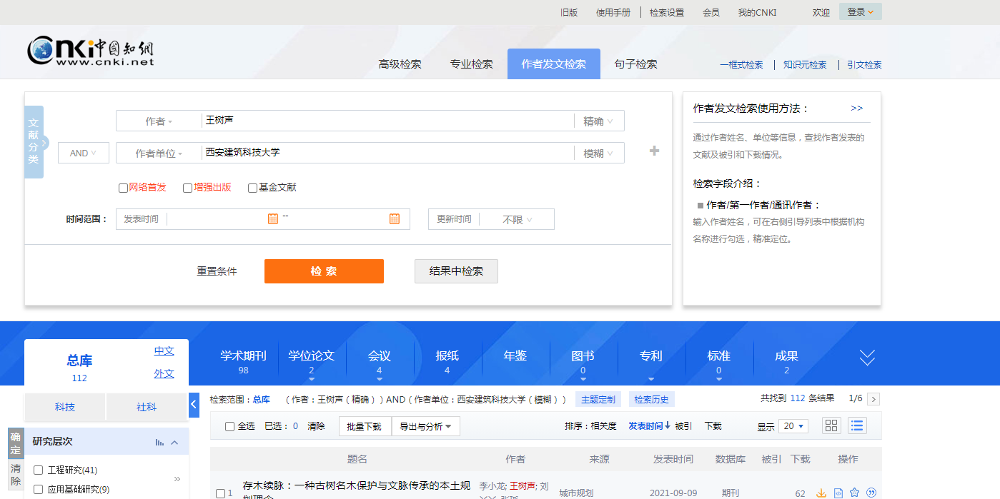 旧版 使用手册 检索设置 会员 我的CNKI 欢迎 登录
Cnki中国知网
www.cnki.net
高级检索 专业检索 作者发文检索 句子检索 一框式检索 知识元检索 引文检索
文献分类
作者 王树声 精确
AND 作者单位 西安建筑科技大学 模糊
网络首发 增强出版 基金文献
时间范围： 发表时间 -- 更新时间 不限
重置条件 检索 结果中检索
作者发文检索使用方法： >>
通过作者姓名、单位等信息，查找作者发表的
文献及被引和下载情况。
检索字段介绍：
作者/第一作者/通讯作者：
输入作者姓名，可在右侧引导列表中根据机构
名称进行勾选，精准定位。
总库
112
中文
外文
学术期刊 学位论文 会议 报纸 年鉴 图书 专利 标准 成果
98 2 4 4 0 0 2
科技 社科
检索范围：总库 （作者：王树声（精确））AND（作者单位：西安建筑科技大学（模糊）） 主题定制 检索历史 共找到 112 条结果 1/6
全选 已选：0 清除 批量下载 导出与分析 排序：相关度 发表时间 被引 下载 显示 20
确定
清除
研究层次
工程研究(41)
应用基础研究(9)
题名 作者 来源 发表时间 数据库 被引 下载 操作
1 存木续脉：一种古树名木保护与文脉传承的本土规 李小龙; 王树声; 刘
城市规划 2021-09-09 期刊 62